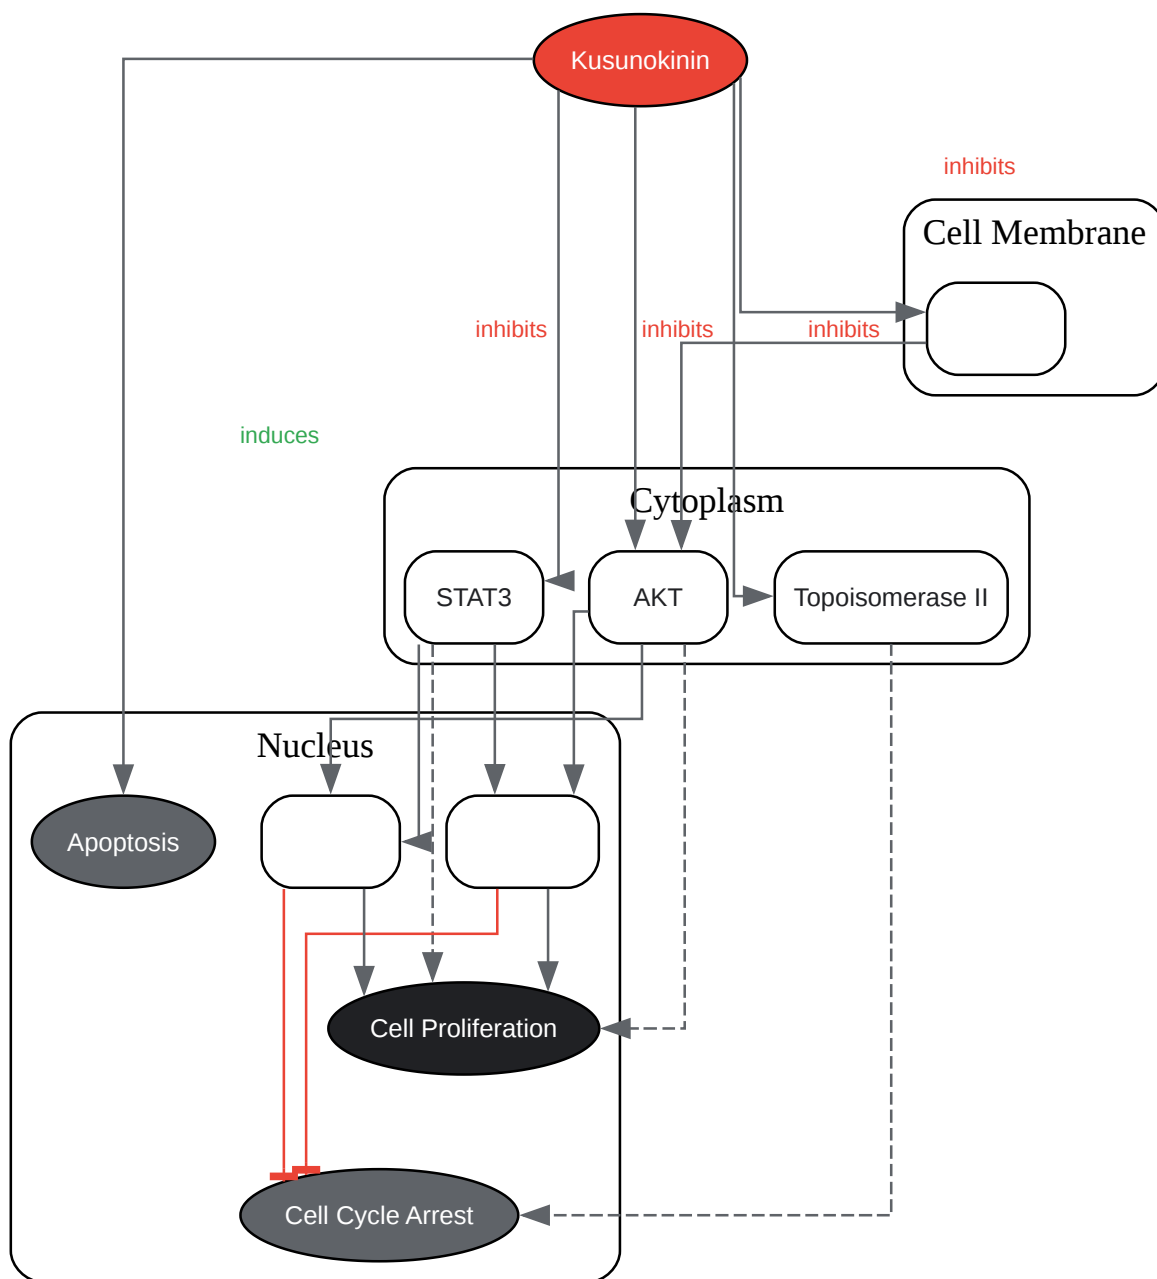 Kusunokinin
inhibits
Cell Membrane
inhibits
inhibits
inhibits
induces
Cytoplasm
STAT3
AKT
Topoisomerase II
Nucleus
Apoptosis
Cell Proliferation
Cell Cycle Arrest